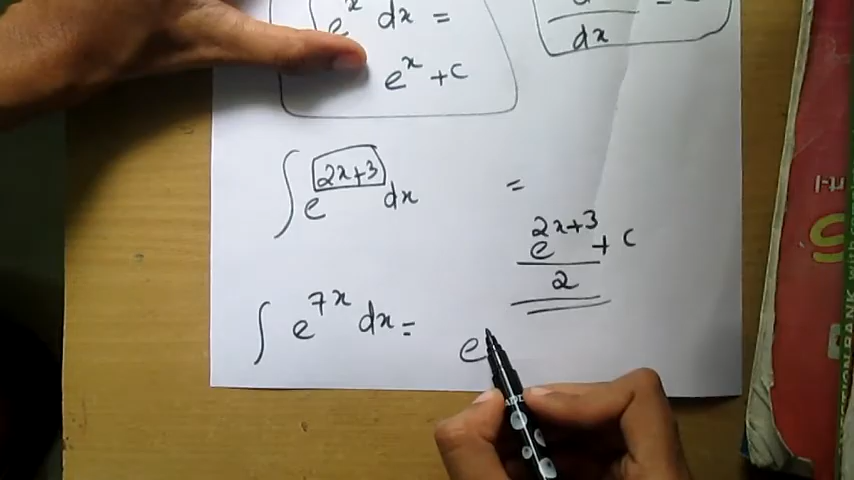 ∫ e^x dx =
e^x + c
dx
∫ e^(2x+3) dx = e^(2x+3)/2 + c
∫ e^(7x) dx = e